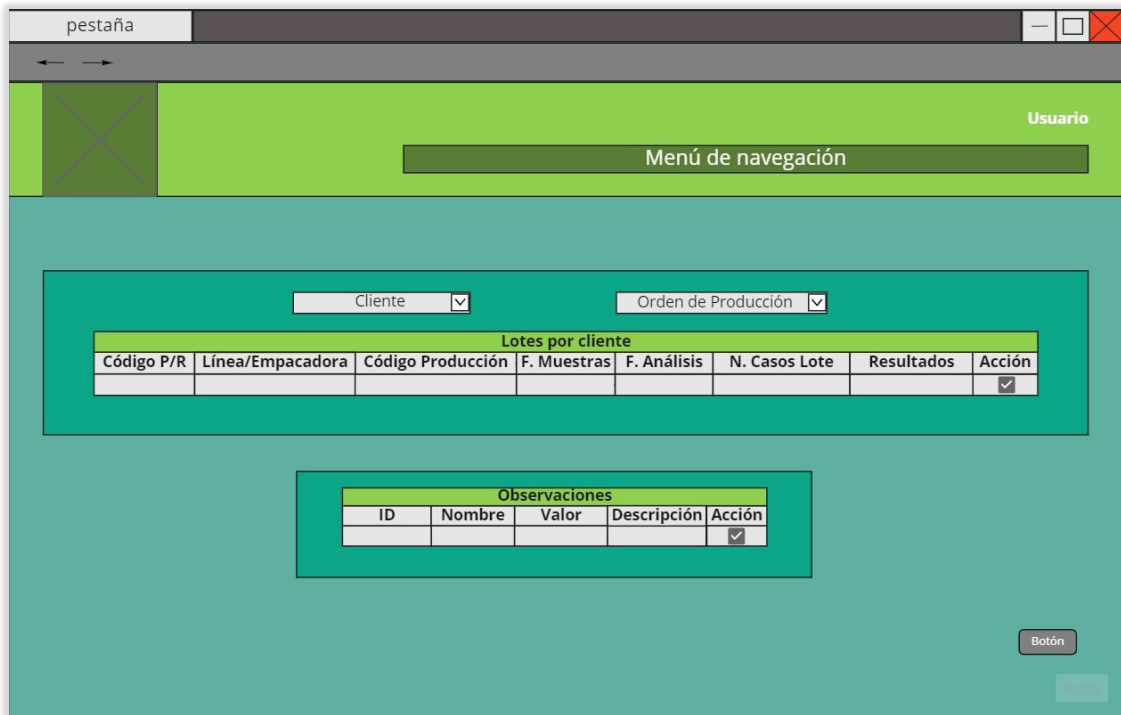 pestaña
Usuario
Menú de navegación
Cliente Orden de Producción
Lotes por cliente
Código P/R Línea/Empacadora Código Producción F. Muestras F. Análisis N. Casos Lote Resultados Acción
Observaciones
ID Nombre Valor Descripción Acción
Botón
miro